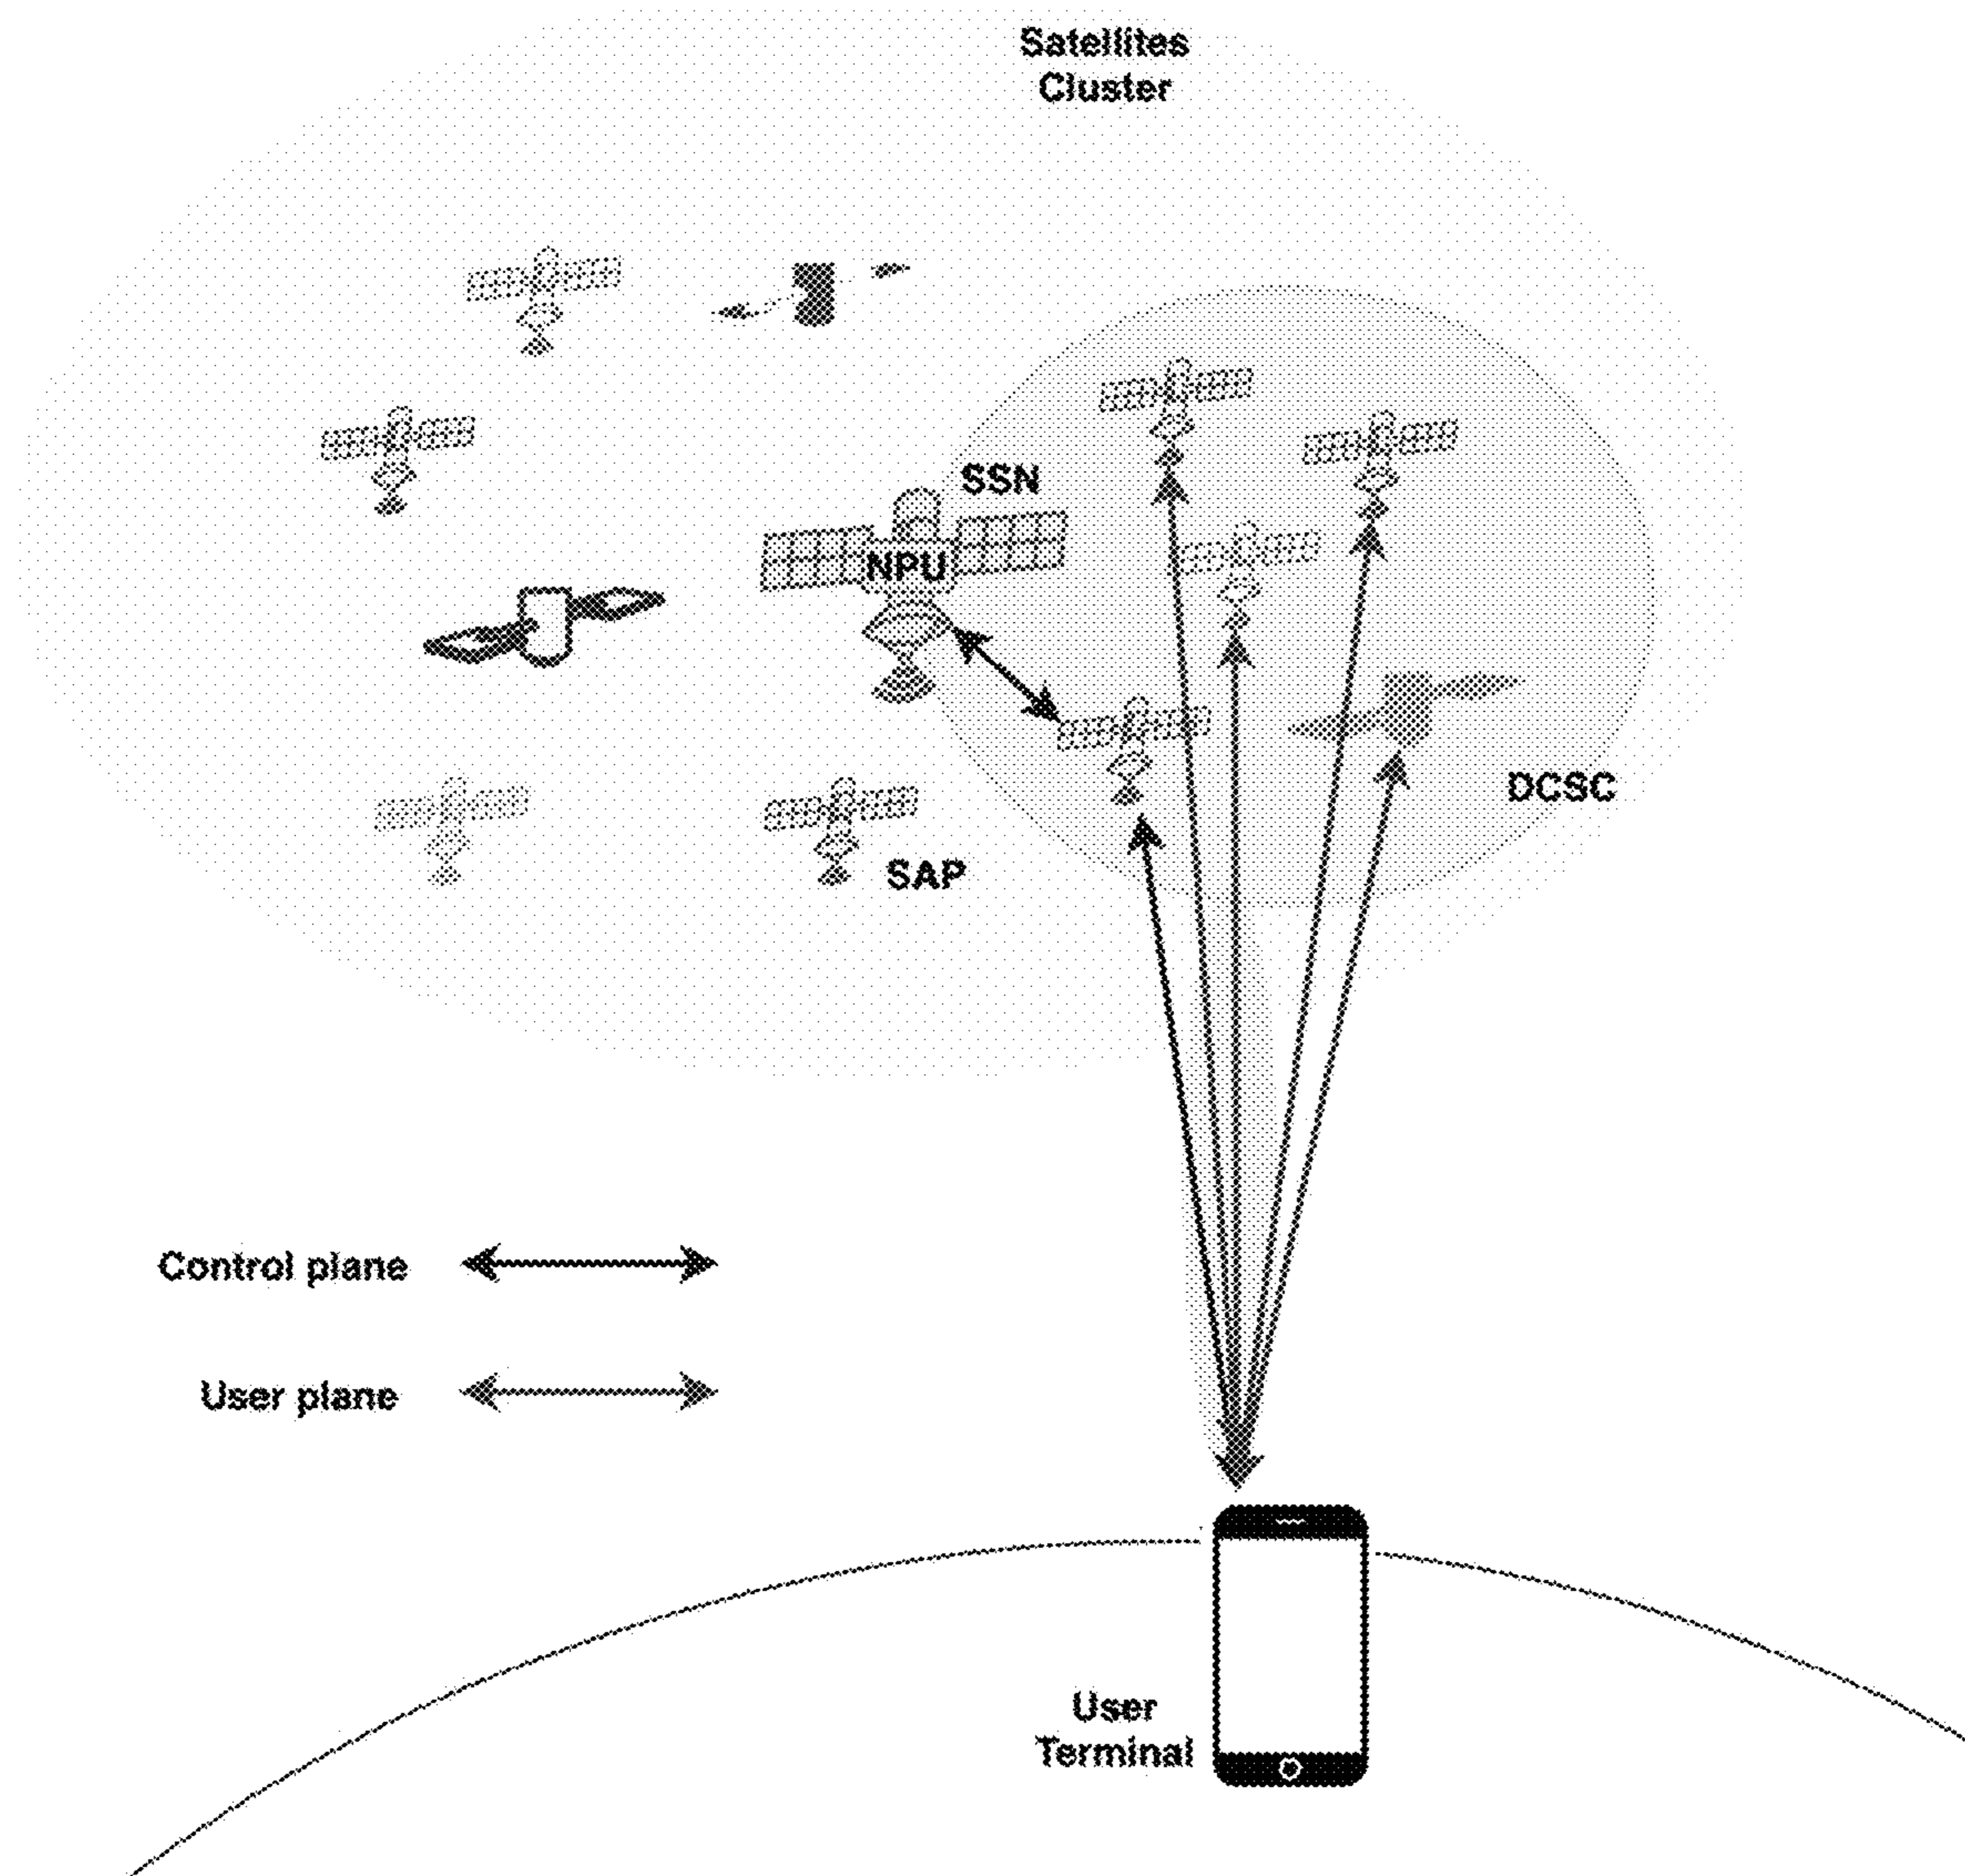 Satellites
Cluster
SSN
NPU
DCSC
SAP
Control plane
User plane
User
Terminal